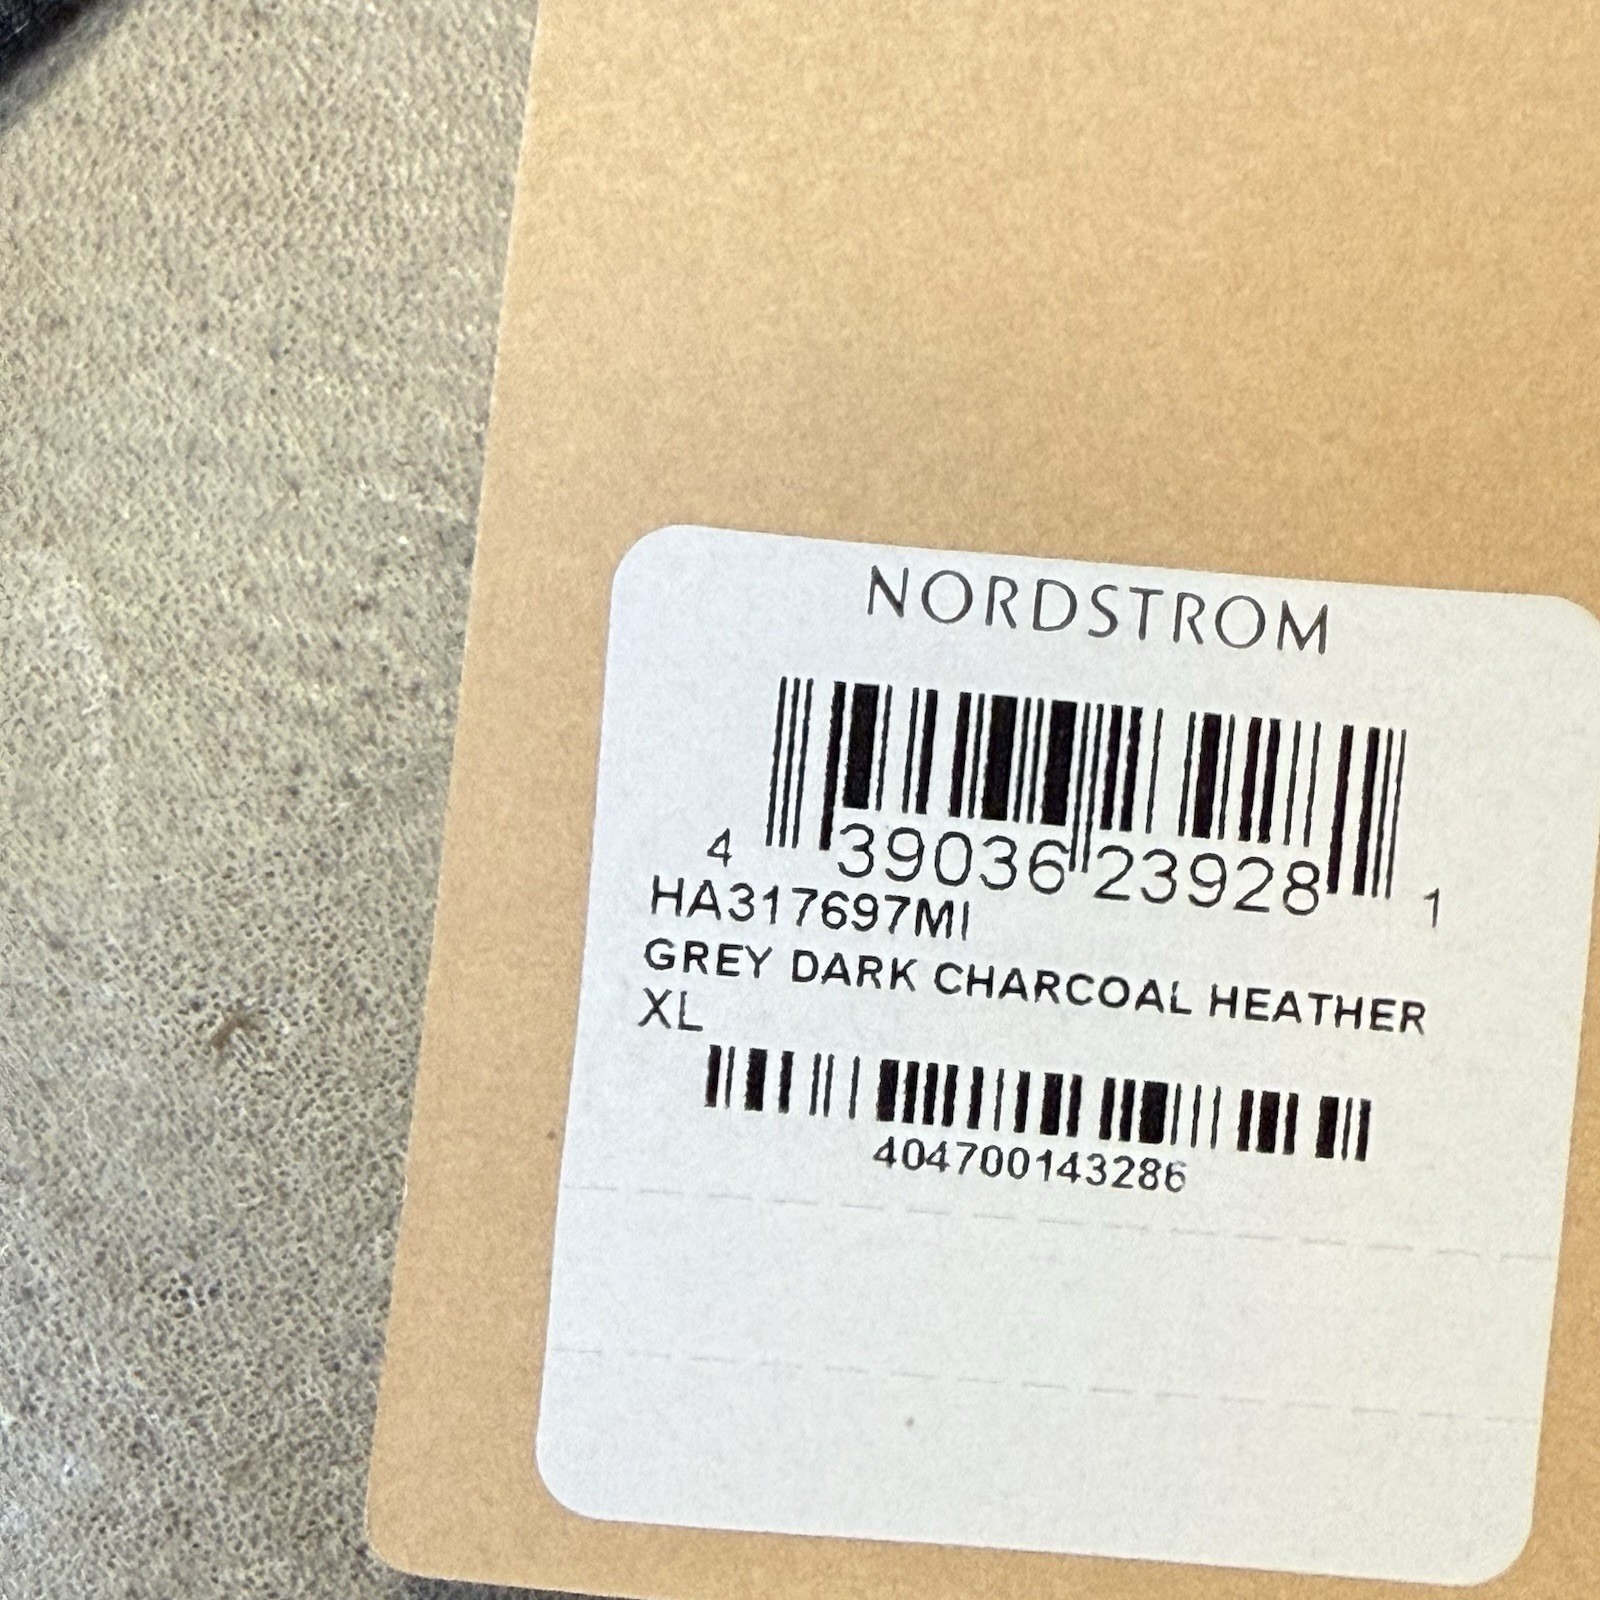 NORDSTROM
4 39036 23928 1
HA317697MI
GREY DARK CHARCOAL HEATHER
XL
404700143286